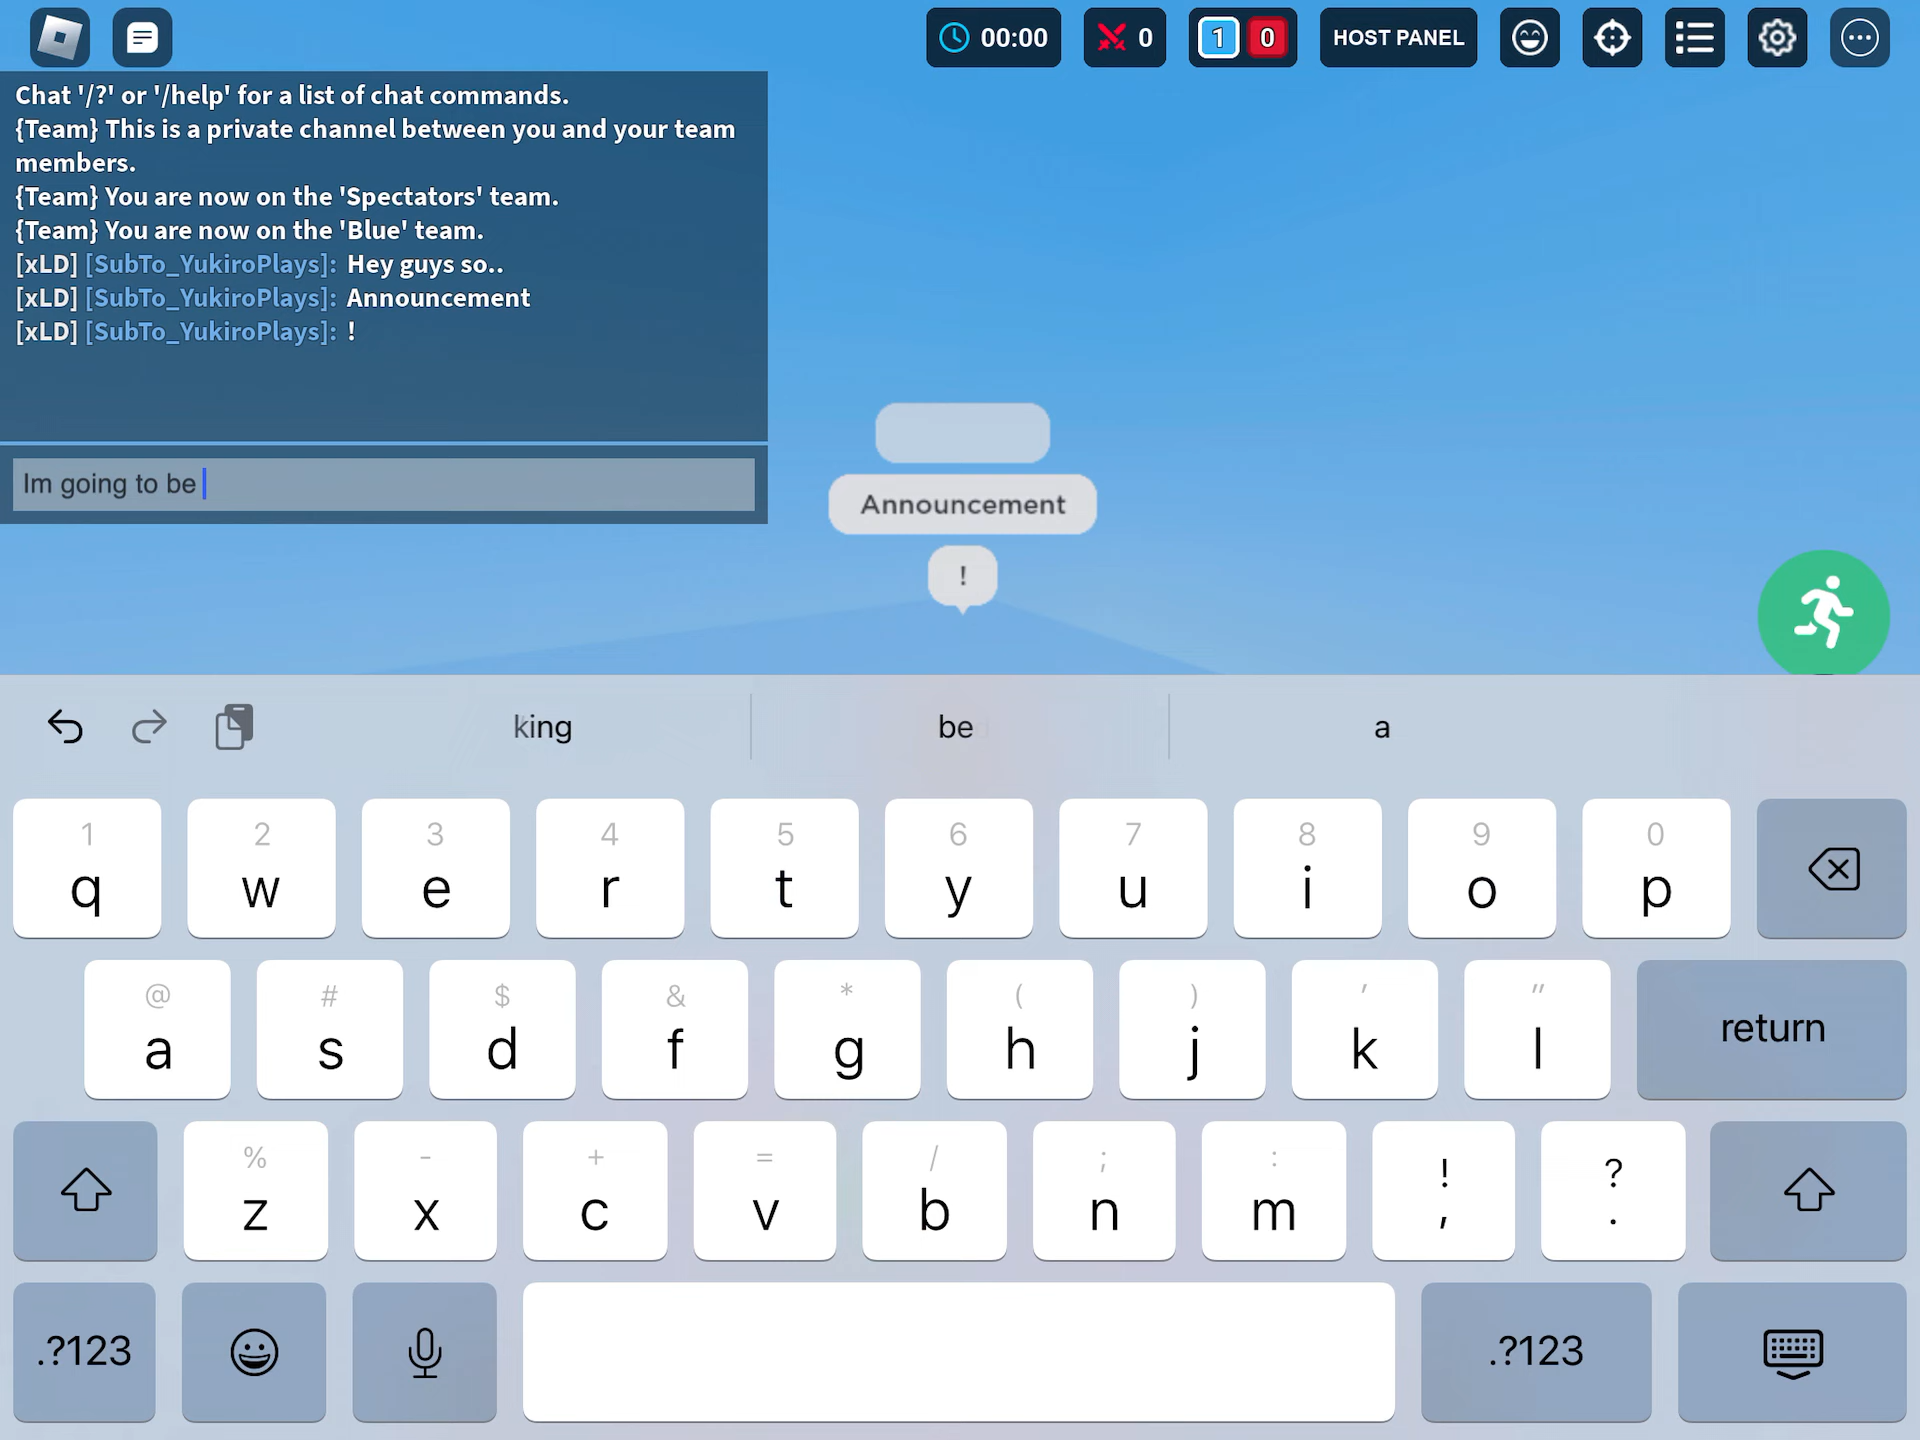 00:00
0
1
0
HOST PANEL
Chat '/?' or '/help' for a list of chat commands.
{Team} This is a private channel between you and your team
members.
{Team} You are now on the 'Spectators' team.
{Team} You are now on the 'Blue' team.
[xLD] [SubTo_YukiroPlays]: Hey guys so..
[xLD] [SubTo_YukiroPlays]: Announcement
[xLD] [SubTo_YukiroPlays]: !
Im going to be
Announcement
!
king be a
1 2 3 4 5 6 7 8 9 0
q w e r t y u i o p
@ # $ & * ( ) ' "
a s d f g h j k l return
% - + = / ; : ! ?
z x c v b n m , .
.?123 .?123